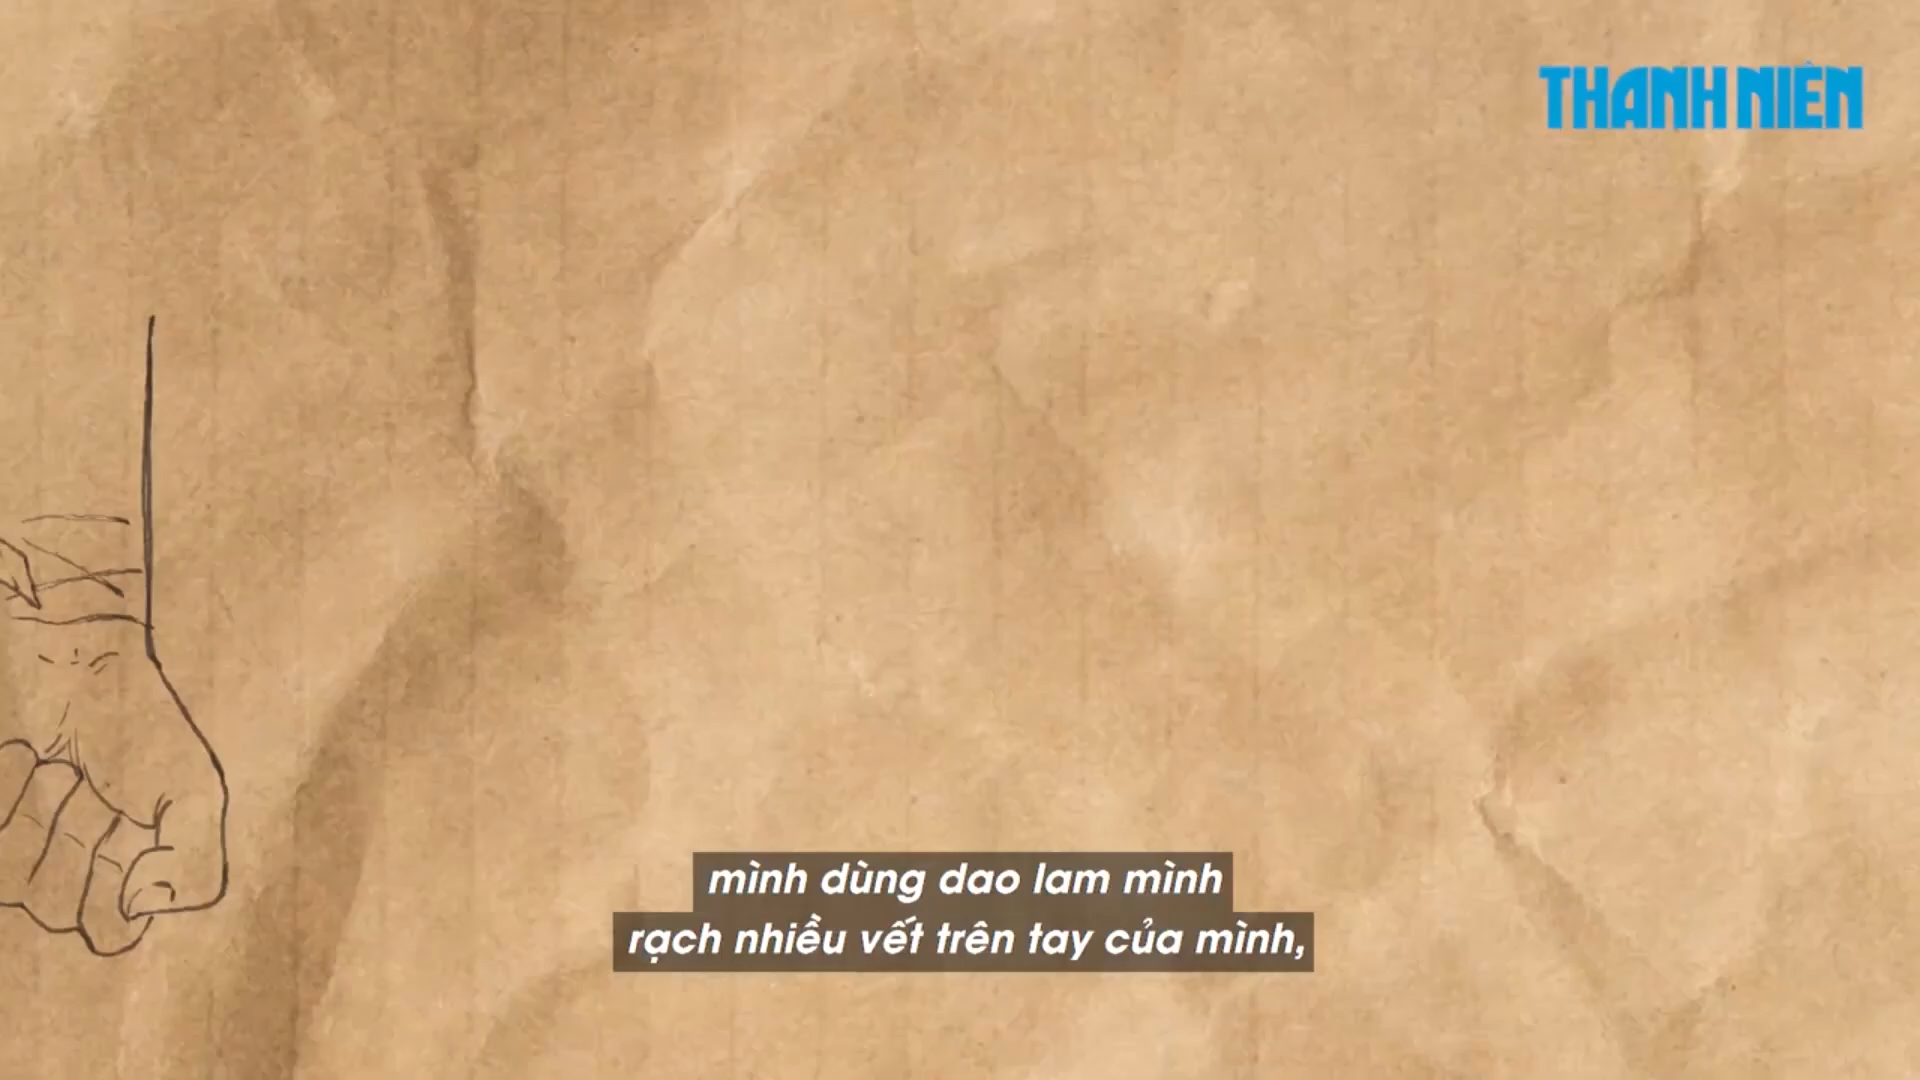 THANH NIÊN
mình dùng dao lam mình
rạch nhiều vết trên tay của mình,